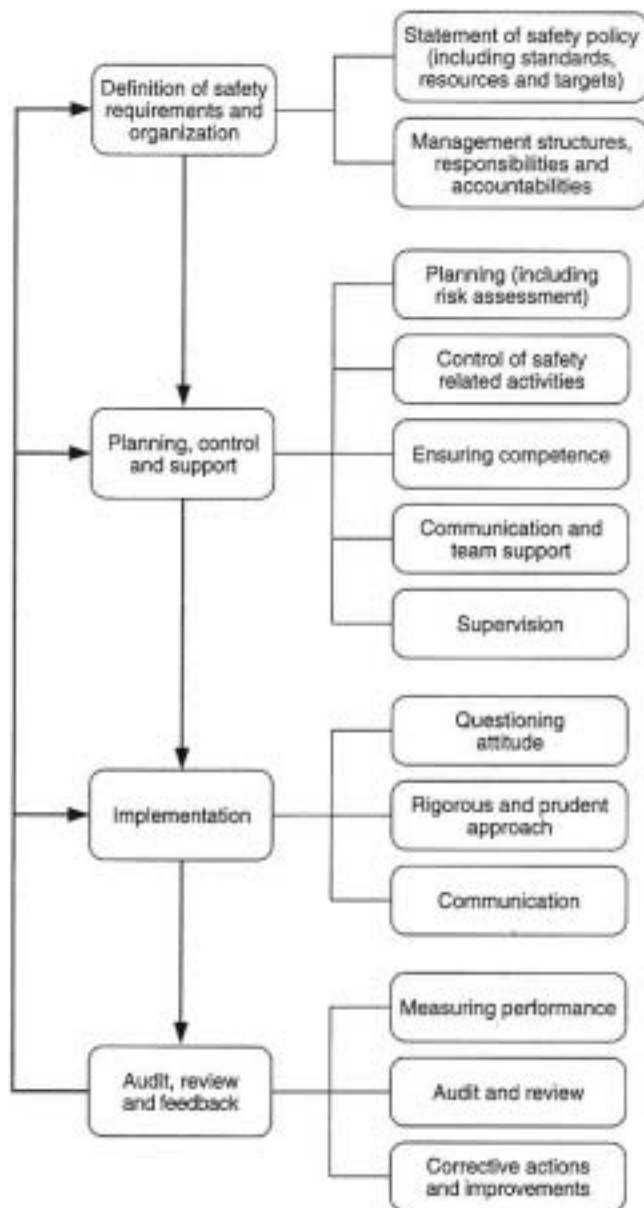 Statement of safety policy
(including standards,
resources and targets)
Definition of safety
requirements and
organization
Management structures,
responsibilities and
accountabilities
Planning (including
risk assessment)
Control of safety
related activities
Planning, control
and support
Ensuring competence
Communication and
team support
Supervision
Questioning
attitude
Implementation
Rigorous and prudent
approach
Communication
Measuring performance
Audit, review
and feedback
Audit and review
Corrective actions
and improvements